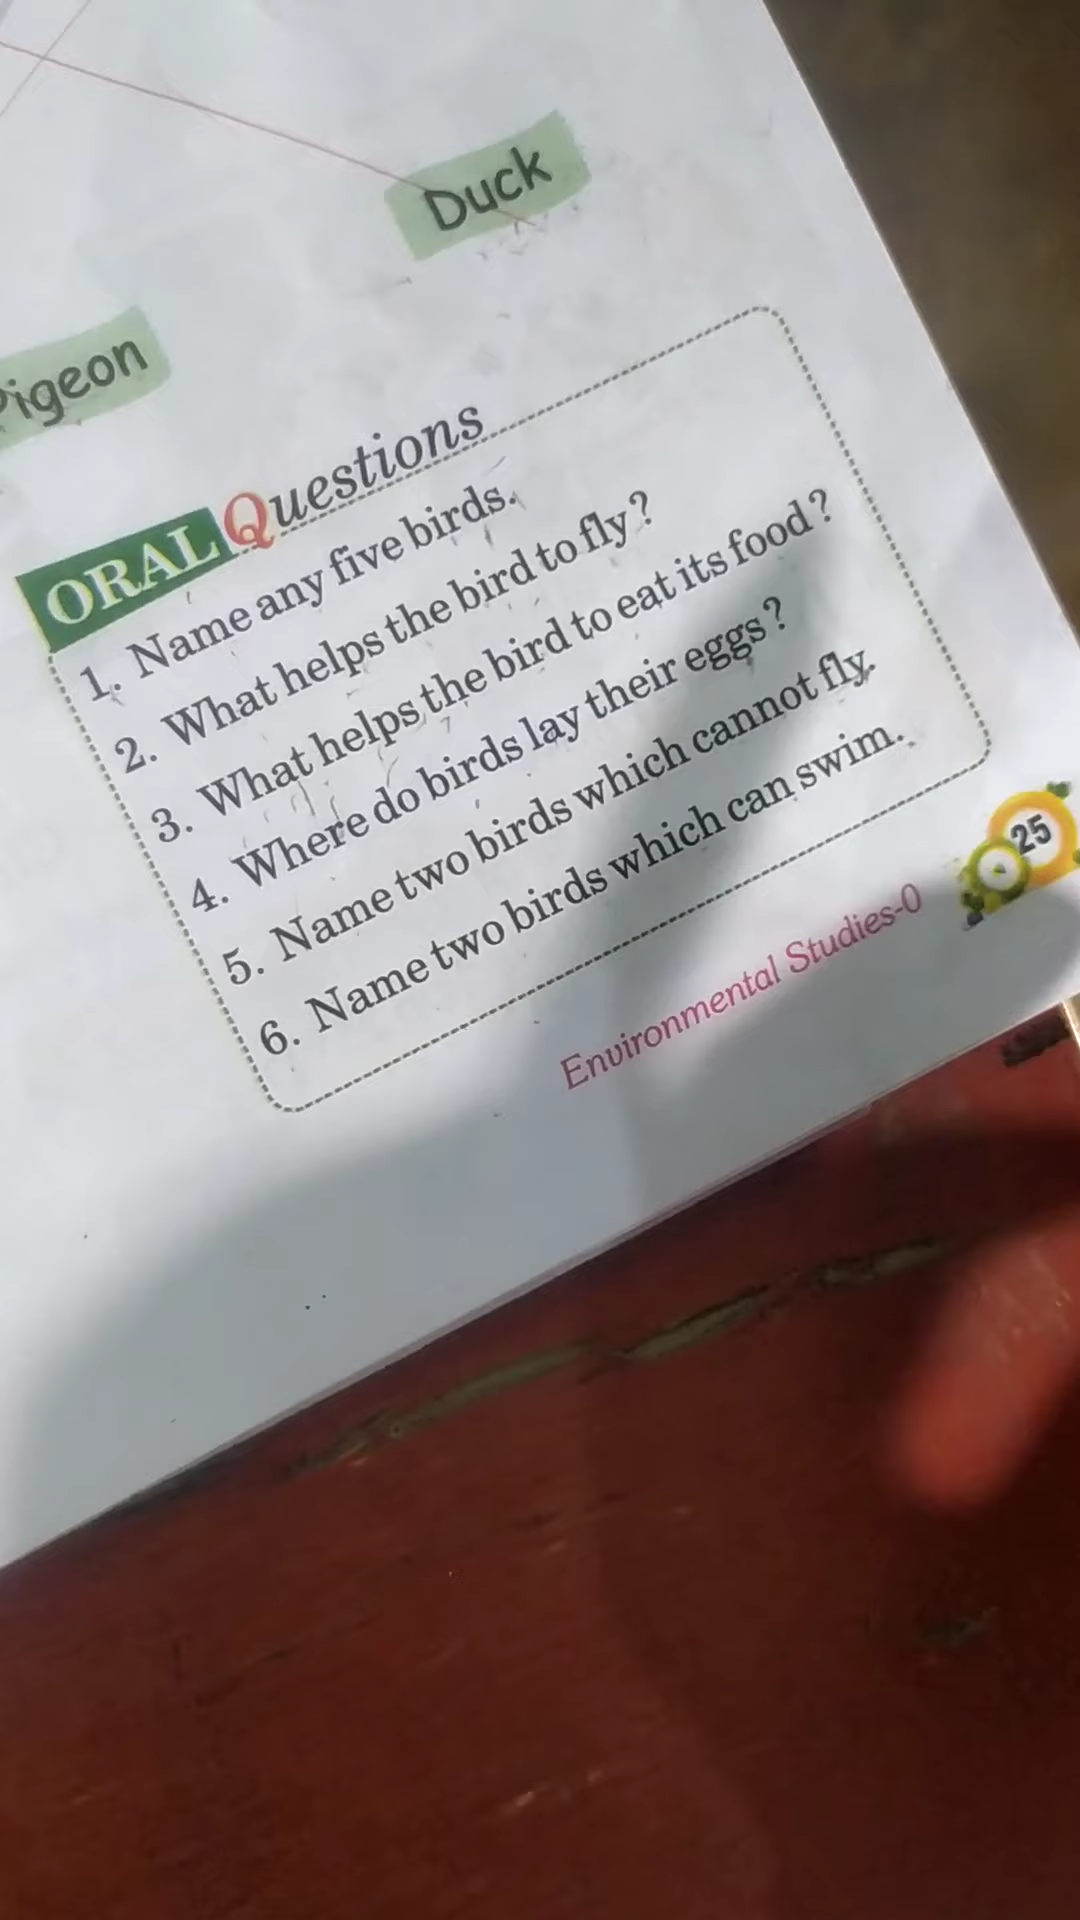 Duck
Pigeon
ORAL Questions
1. Name any five birds.
2. What helps the bird to fly?
3. What helps the bird to eat its food?
4. Where do birds lay their eggs?
5. Name two birds which cannot fly.
6. Name two birds which can swim.
25
Environmental Studies-0